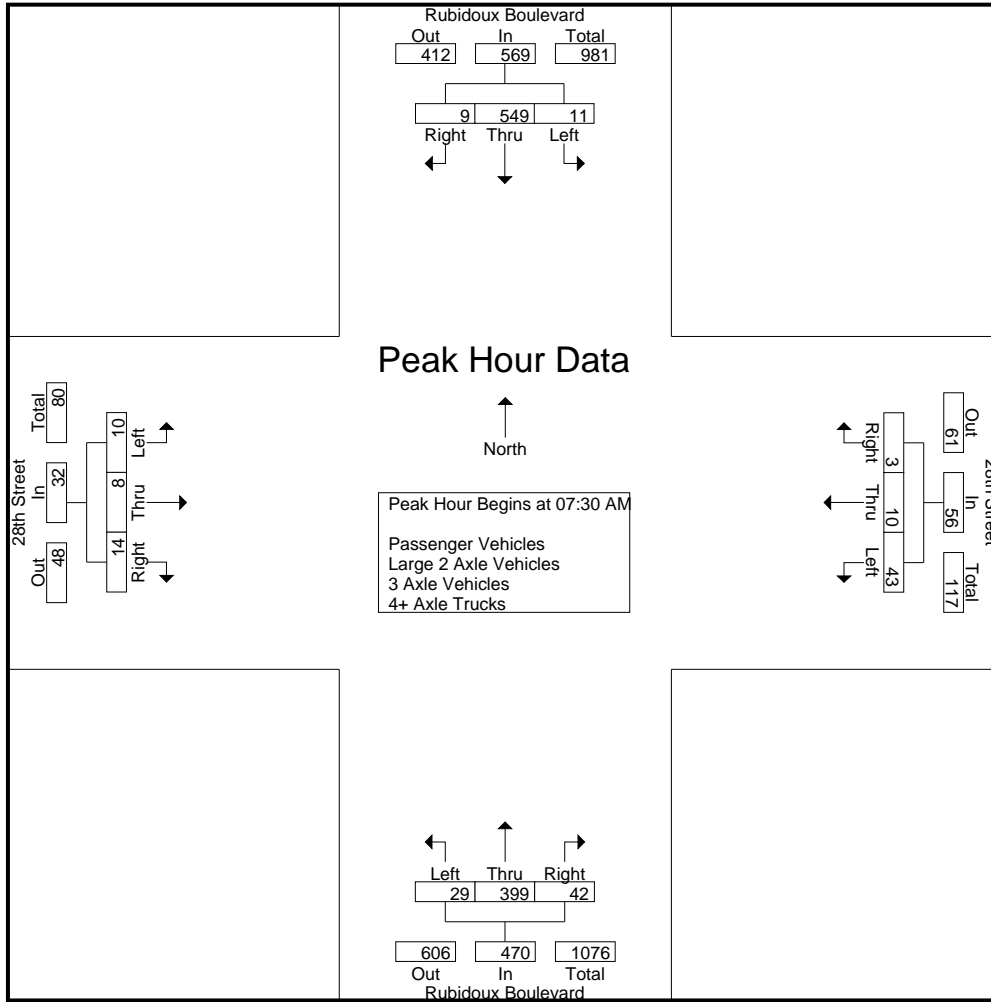 Rubidoux Boulevard
Out In Total
412 569 981
9 549 11
Right Thru Left
Peak Hour Data
North
Peak Hour Begins at 07:30 AM
Passenger Vehicles
Large 2 Axle Vehicles
3 Axle Vehicles
4+ Axle Trucks
28th Street
Out In Total
48 32 80
14 8 10
Right Thru Left
28th Street
Out In Total
61 56 117
3 10 43
Right Thru Left
Left Thru Right
29 399 42
606 470 1076
Out In Total
Rubidoux Boulevard